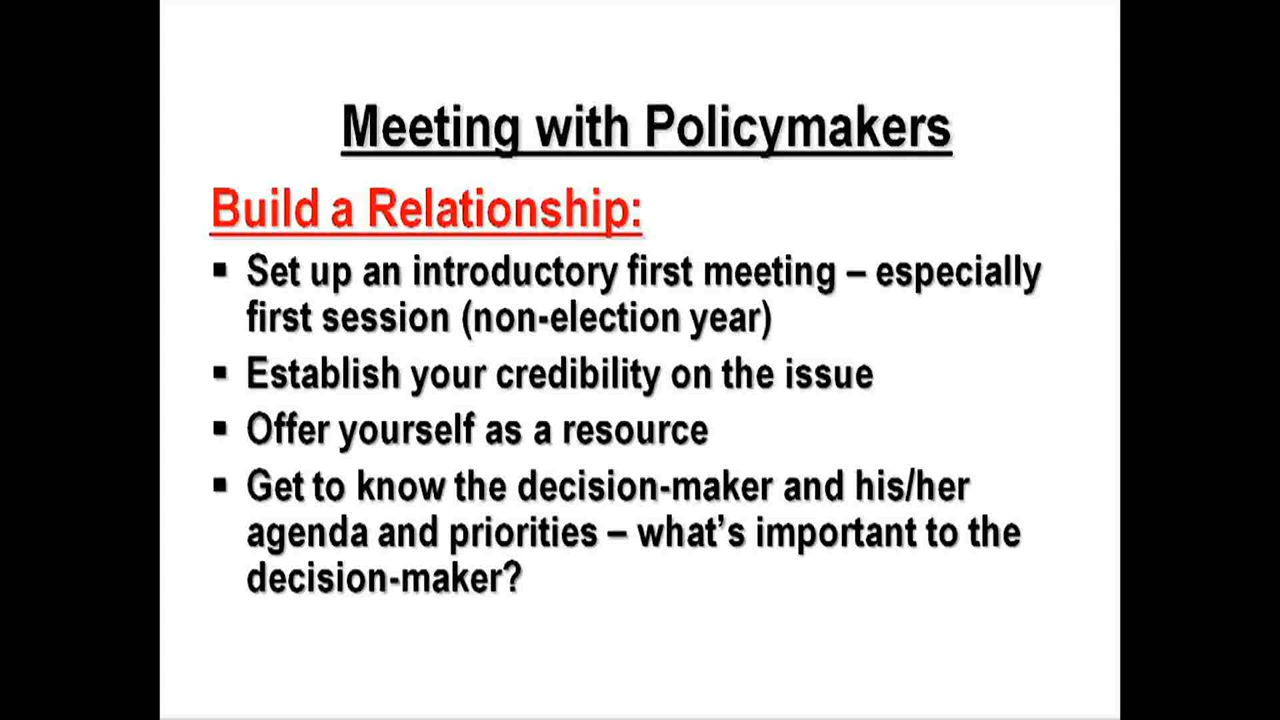 Meeting with Policymakers
Build a Relationship:
▪ Set up an introductory first meeting – especially
first session (non-election year)
▪ Establish your credibility on the issue
▪ Offer yourself as a resource
▪ Get to know the decision-maker and his/her
agenda and priorities – what's important to the
decision-maker?